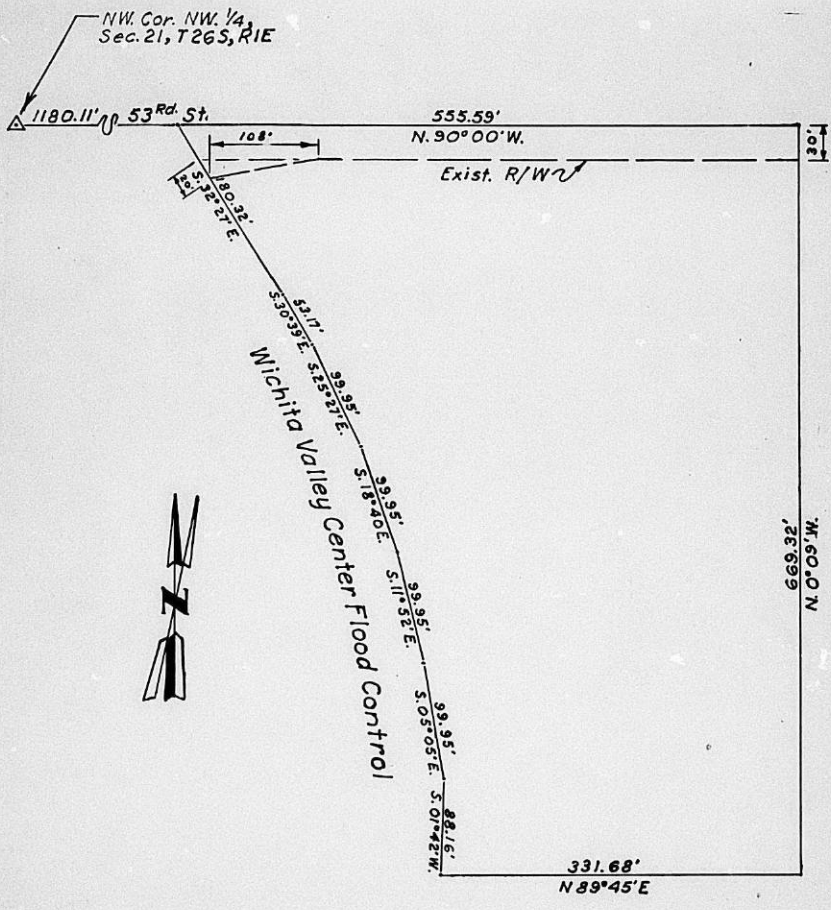 NW. Cor. NW. 1/4,
Sec. 21, T26S, R1E
1180.11'
53Rd. St.
555.59'
N. 90°00'W.
108'
30'
Exist. R/W
20'
180.32'
S. 32°27'E.
53.17'
S. 30°39'E.
99.95'
S. 25°27'E.
99.95'
S. 18°40E.
99.95'
S. 11°52'E.
99.95'
S. 05°05'E.
88.16'
S. 01°42'W.
Wichita Valley Center Flood Control
N
669.32'
N. 0°09'W.
331.68'
N 89°45'E